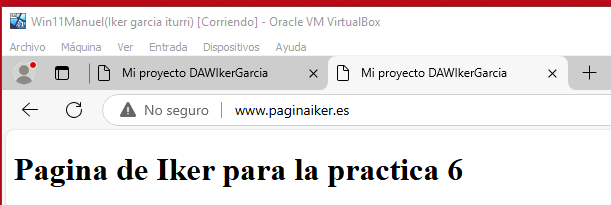 Win11Manuel(Iker garcia iturri) [Corriendo] - Oracle VM VirtualBox
Archivo Máquina Ver Entrada Dispositivos Ayuda
Mi proyecto DAWIkerGarcia Mi proyecto DAWIkerGarcia
No seguro www.paginaiker.es
Pagina de Iker para la practica 6